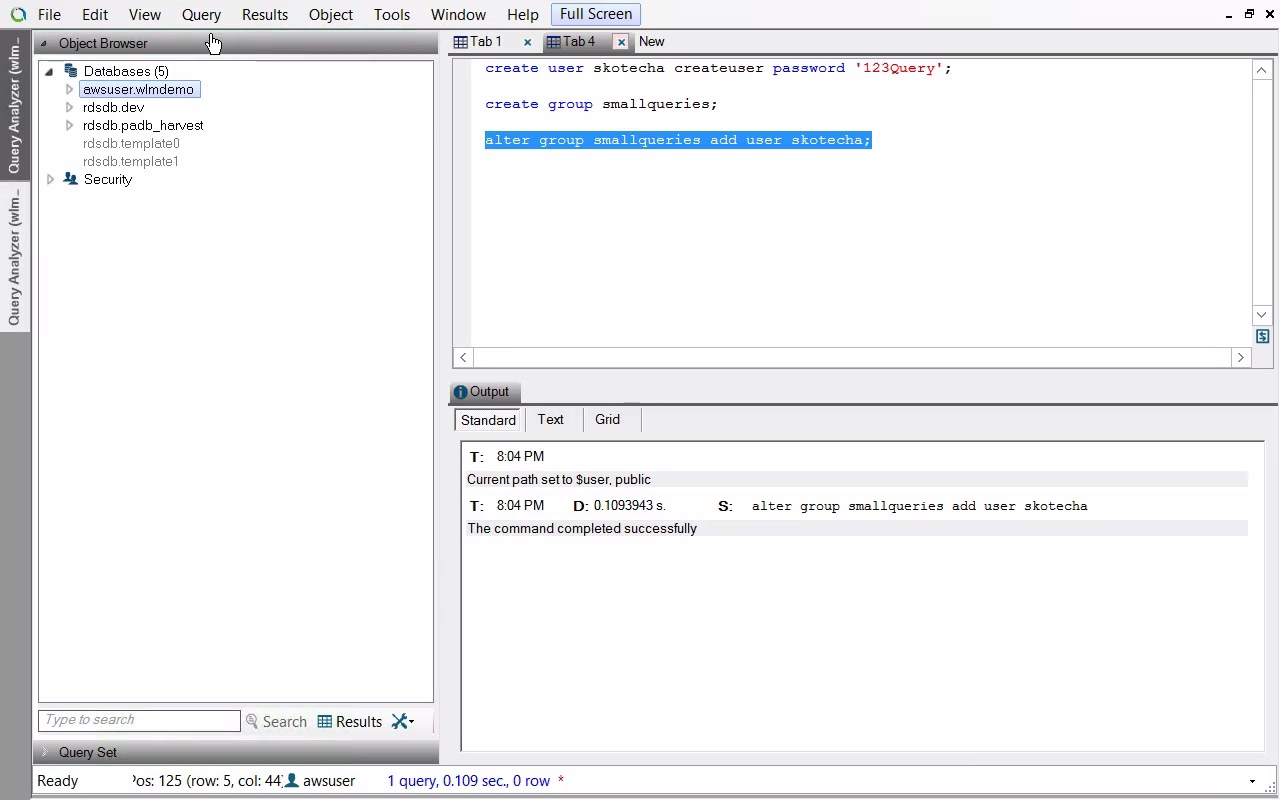 File Edit View Query Results Object Tools Window Help Full Screen
Query Analyzer (wlm...
Query Analyzer (wlm...
Object Browser
Databases (5)
awsuser.wlmdemo
rdsdb.dev
rdsdb.padb_harvest
rdsdb.template0
rdsdb.template1
Security
Type to search Search Results
Query Set
Tab 1 Tab 4 New
create user skotecha createuser password '123Query';
create group smallqueries;
alter group smallqueries add user skotecha;
Output
Standard Text Grid
T: 8:04 PM
Current path set to $user, public
T: 8:04 PM D: 0.1093943 s. S: alter group smallqueries add user skotecha
The command completed successfully
Ready os: 125 (row: 5, col: 44 awsuser 1 query, 0.109 sec., 0 row *